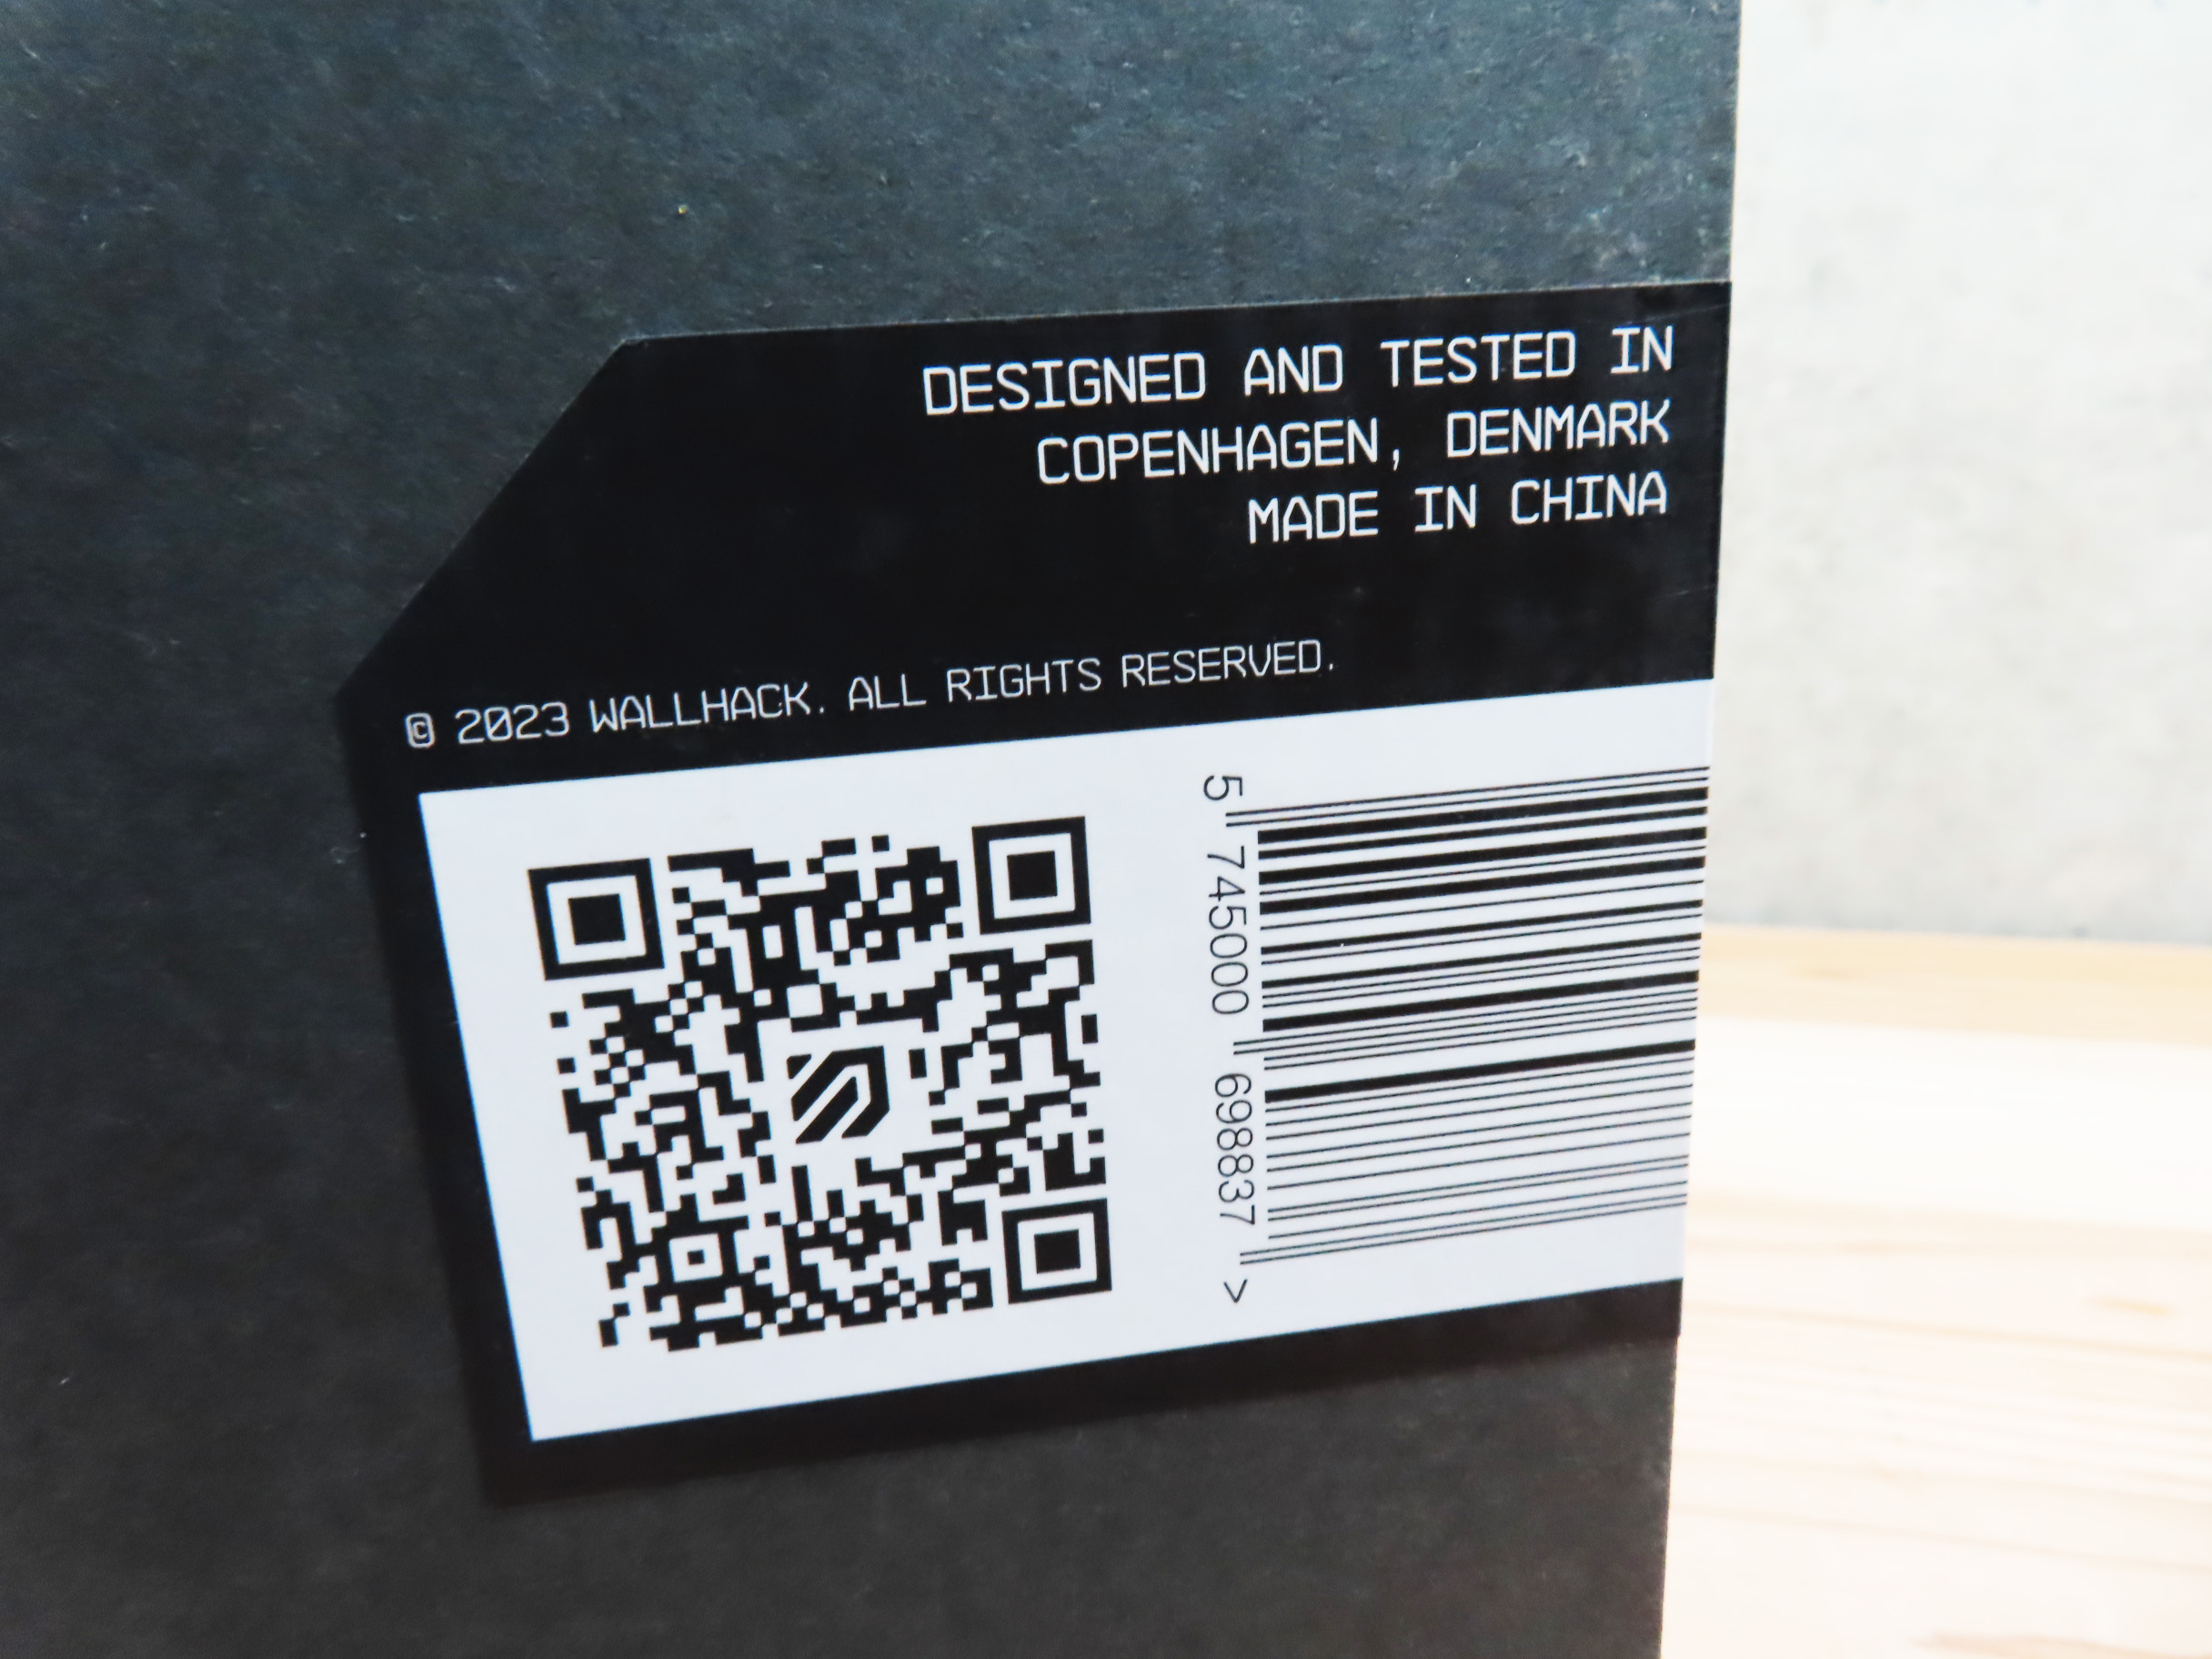 DESIGNED AND TESTED IN
COPENHAGEN, DENMARK
MADE IN CHINA
© 2023 WALLHACK. ALL RIGHTS RESERVED.
5 745000 698837 >